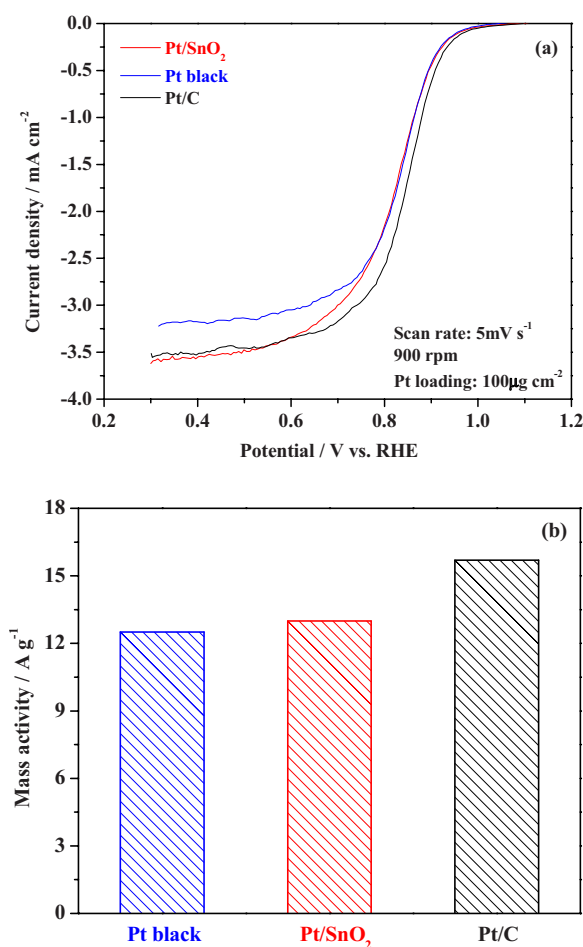 (a)
Pt/SnO₂
Pt black
Pt/C
0.0
-0.5
-1.0
-1.5
-2.0
-2.5
-3.0
-3.5
-4.0
Current density / mA cm⁻²
Scan rate: 5mV s⁻¹
900 rpm
Pt loading: 100μg cm⁻²
0.2 0.4 0.6 0.8 1.0 1.2
Potential / V vs. RHE
(b)
18
15
12
9
6
3
0
Mass activity / A g⁻¹
Pt black Pt/SnO₂ Pt/C